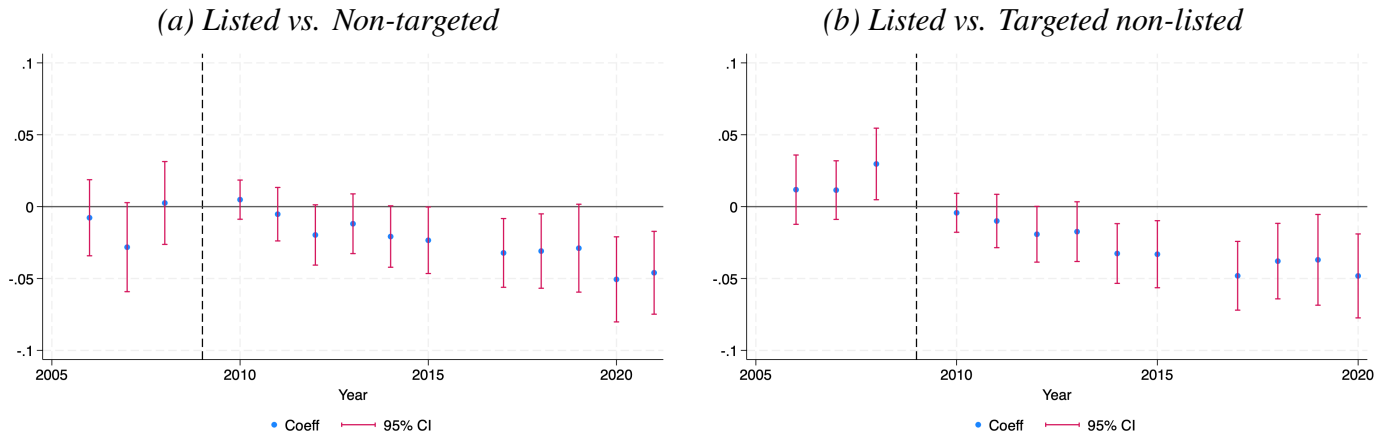 (a) Listed vs. Non-targeted
.1
.05
0
-.05
-.1
2005 2010 2015 2020
Year
Coeff 95% CI
(b) Listed vs. Targeted non-listed
.1
.05
0
-.05
-.1
2005 2010 2015 2020
Year
Coeff 95% CI